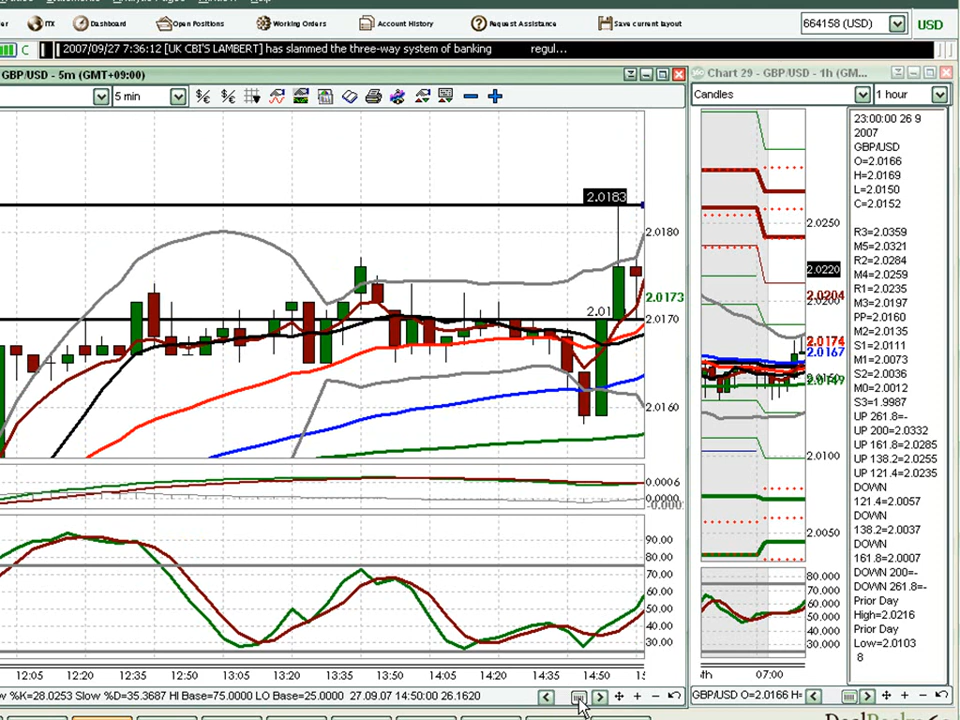 ITX Dashboard Open Positions Working Orders Account History Request Assistance Save current layout 664158 (USD) USD
C 2007/09/27 7:36:12 [UK CBI'S LAMBERT] has slammed the three-way system of banking regul...
GBP/USD - 5m (GMT+09:00)
5 min
2.0183
2.0180
2.0173
2.0170
2.0160
0.0006
0.0000
-0.000
90.00
80.00
70.00
60.00
50.00
40.00
30.00
12:05 12:20 12:35 12:50 13:05 13:20 13:35 13:50 14:05 14:20 14:35 14:50
%K=28.0253 Slow %D=35.3687 HI Base=75.0000 LO Base=25.0000 27.09.07 14:50:00 26.1620
Chart 29 - GBP/USD - 1h (GM...
Candles 1 hour
2.0250
2.0220
2.0204
2.0174
2.0167
2.0100
2.0050
80.000
70.000
60.000
50.000
40.000
30.000
07:00
23:00:00 26 9
2007
GBP/USD
O=2.0166
H=2.0169
L=2.0150
C=2.0152
R3=2.0359
M5=2.0321
R2=2.0284
M4=2.0259
R1=2.0235
M3=2.0197
PP=2.0160
M2=2.0135
S1=2.0111
M1=2.0073
S2=2.0036
M0=2.0012
S3=1.9987
UP 261.8=-
UP 200=2.0332
UP 161.8=2.0285
UP 138.2=2.0255
UP 121.4=2.0235
DOWN
121.4=2.0057
DOWN
138.2=2.0037
DOWN
161.8=2.0007
DOWN 200=-
DOWN 261.8=-
Prior Day
High=2.0216
Prior Day
Low=2.0103
8
GBP/USD O=2.0166 H=